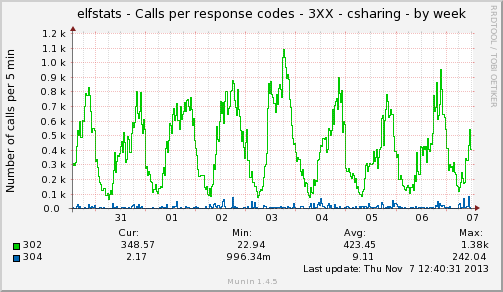 elfstats - Calls per response codes - 3XX - csharing - by week
RRDTOOL / TOBI OETIKER
Number of calls per 5 min
1.2 k
1.1 k
1.0 k
0.9 k
0.8 k
0.7 k
0.6 k
0.5 k
0.4 k
0.3 k
0.2 k
0.1 k
0.0
31 01 02 03 04 05 06 07
Cur: Min: Avg: Max:
302 348.57 22.94 423.45 1.38k
304 2.17 996.34m 9.11 242.04
Last update: Thu Nov 7 12:40:31 2013
Munin 1.4.5